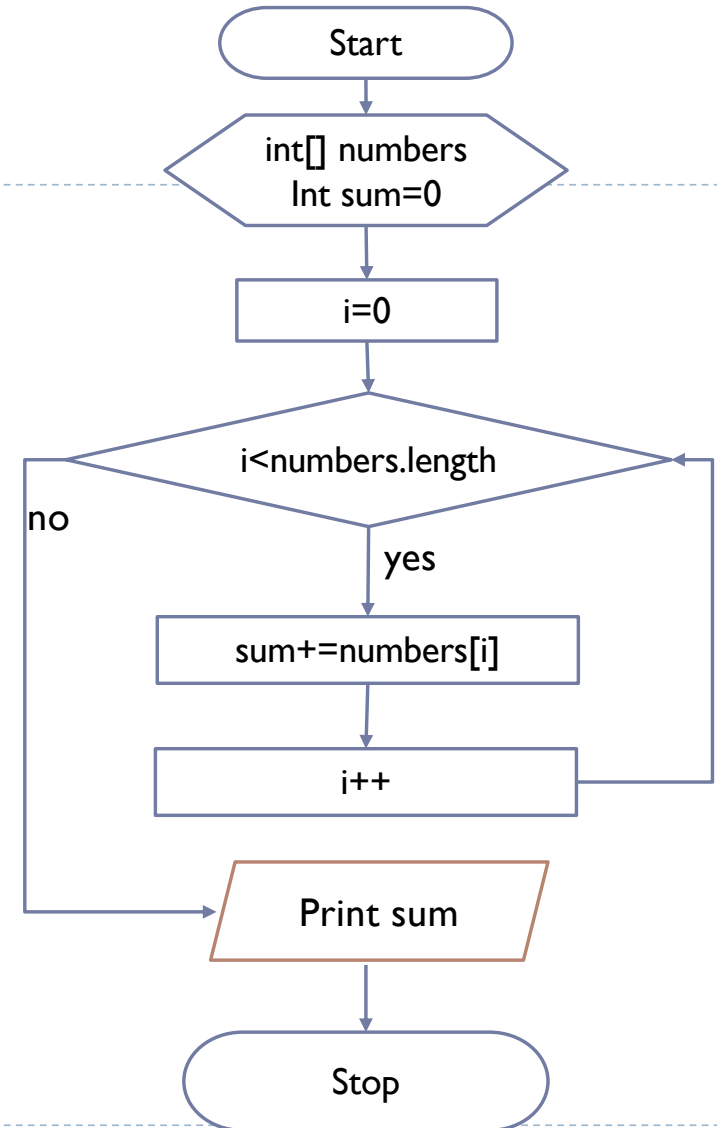 Start
int[] numbers
Int sum=0
i=0
i<numbers.length
no
yes
sum+=numbers[i]
i++
Print sum
Stop